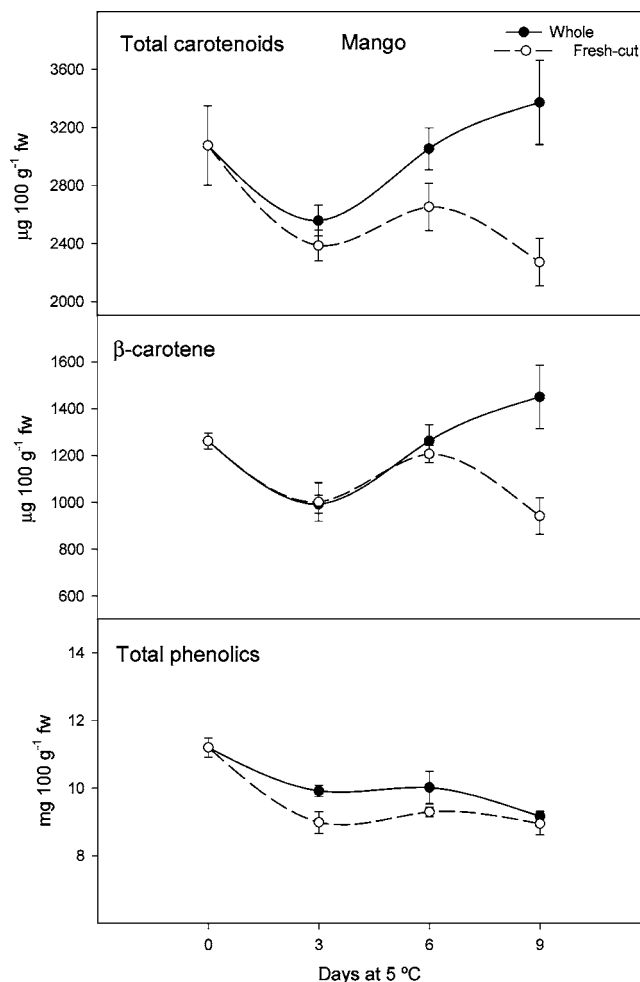 Total carotenoids Mango
Whole
Fresh-cut
3600
3200
2800
2400
2000
μg 100 g⁻¹ fw
β-carotene
1600
1400
1200
1000
800
600
μg 100 g⁻¹ fw
Total phenolics
14
12
10
8
mg 100 g⁻¹ fw
0 3 6 9
Days at 5 ºC